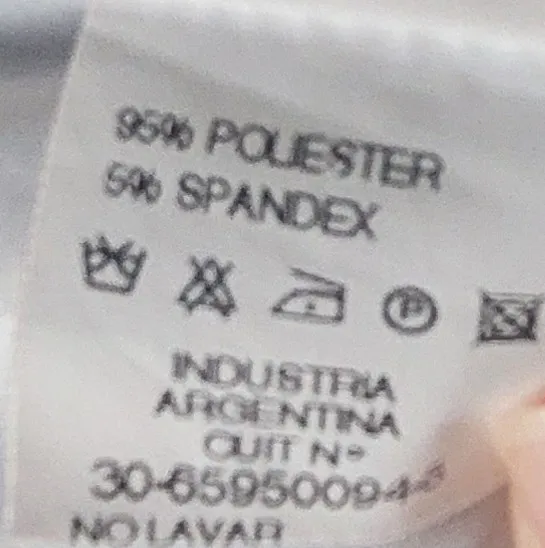 95% POLIESTER
5% SPANDEX
P
INDUSTRIA
ARGENTINA
CUIT Nº
NO LAVAR